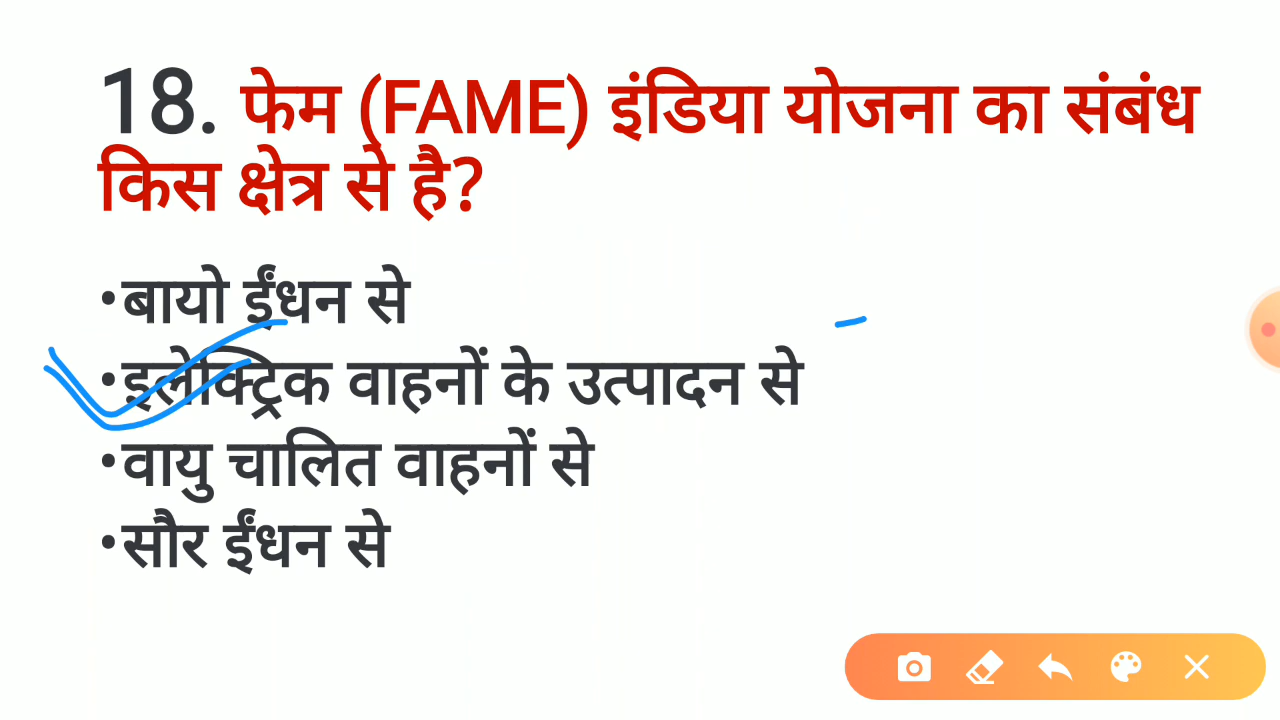 18. फेम (FAME) इंडिया योजना का संबंध
किस क्षेत्र से है?
•बायो ईंधन से
•इलेक्ट्रिक वाहनों के उत्पादन से
•वायु चालित वाहनों से
•सौर ईंधन से